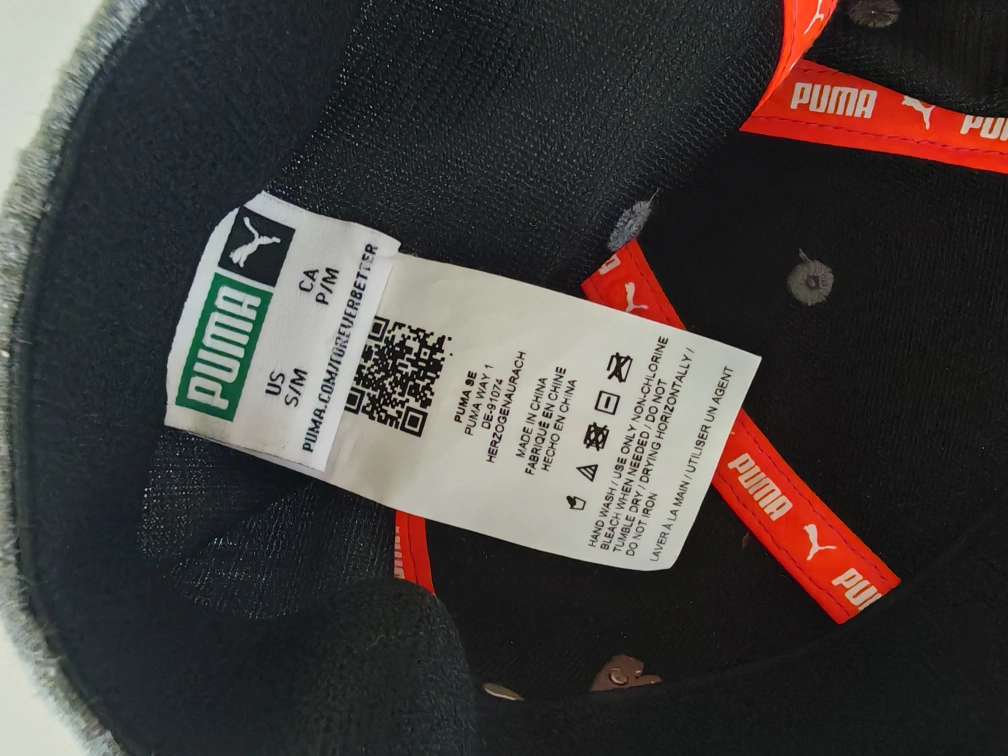 PUMA
US
S/M
CA
P/M
PUMA.COM/FOREVERBETTER
PUMA SE
PUMA WAY 1
DE-91074
HERZOGENAURACH
MADE IN CHINA
FABRIQUÉ EN CHINE
HECHO EN CHINA
HAND WASH / USE ONLY NON-CHLORINE
BLEACH WHEN NEEDED / DO NOT
TUMBLE DRY / DRYING HORIZONTALLY /
DO NOT IRON
LAVER À LA MAIN / UTILISER UN AGENT
PUMA
PUMA